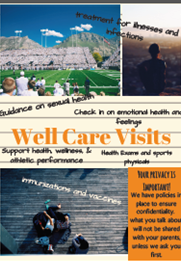 treatment for illnesses and
infections
Guidance on sexual health
Check in on emotional health and
feelings
Well Care Visits
Support health, wellness, &
athletic performance
Health Exams and sports
physicals
immunizations and vaccines
YOUR PRIVACY IS
IMPORTANT!
We have policies in
place to ensure
confidentiality.
what you talk about
will not be shared
with your parents,
unless we ask you
first.